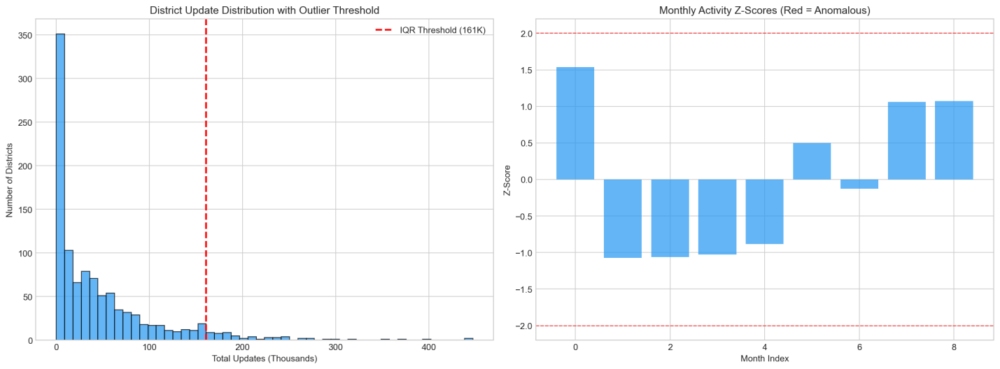 District Update Distribution with Outlier Threshold
IQR Threshold (161K)
350
300
250
200
150
100
50
0
Number of Districts
0 100 200 300 400
Total Updates (Thousands)
Monthly Activity Z-Scores (Red = Anomalous)
2.0
1.5
1.0
0.5
0.0
−0.5
−1.0
−1.5
−2.0
Z-Score
0 2 4 6 8
Month Index